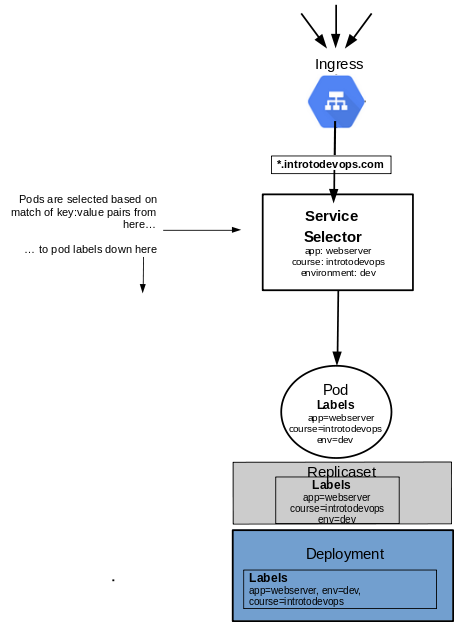 Ingress
*.introtodevops.com
Pods are selected based on
match of key:value pairs from
here...
... to pod labels down here
Service
Selector
app: webserver
course: introtodevops
environment: dev
Pod
Labels
app=webserver
course=introtodevops
env=dev
Replicaset
Labels
app=webserver
course=introtodevops
env=dev
Deployment
Labels
app=webserver, env=dev,
course=introtodevops